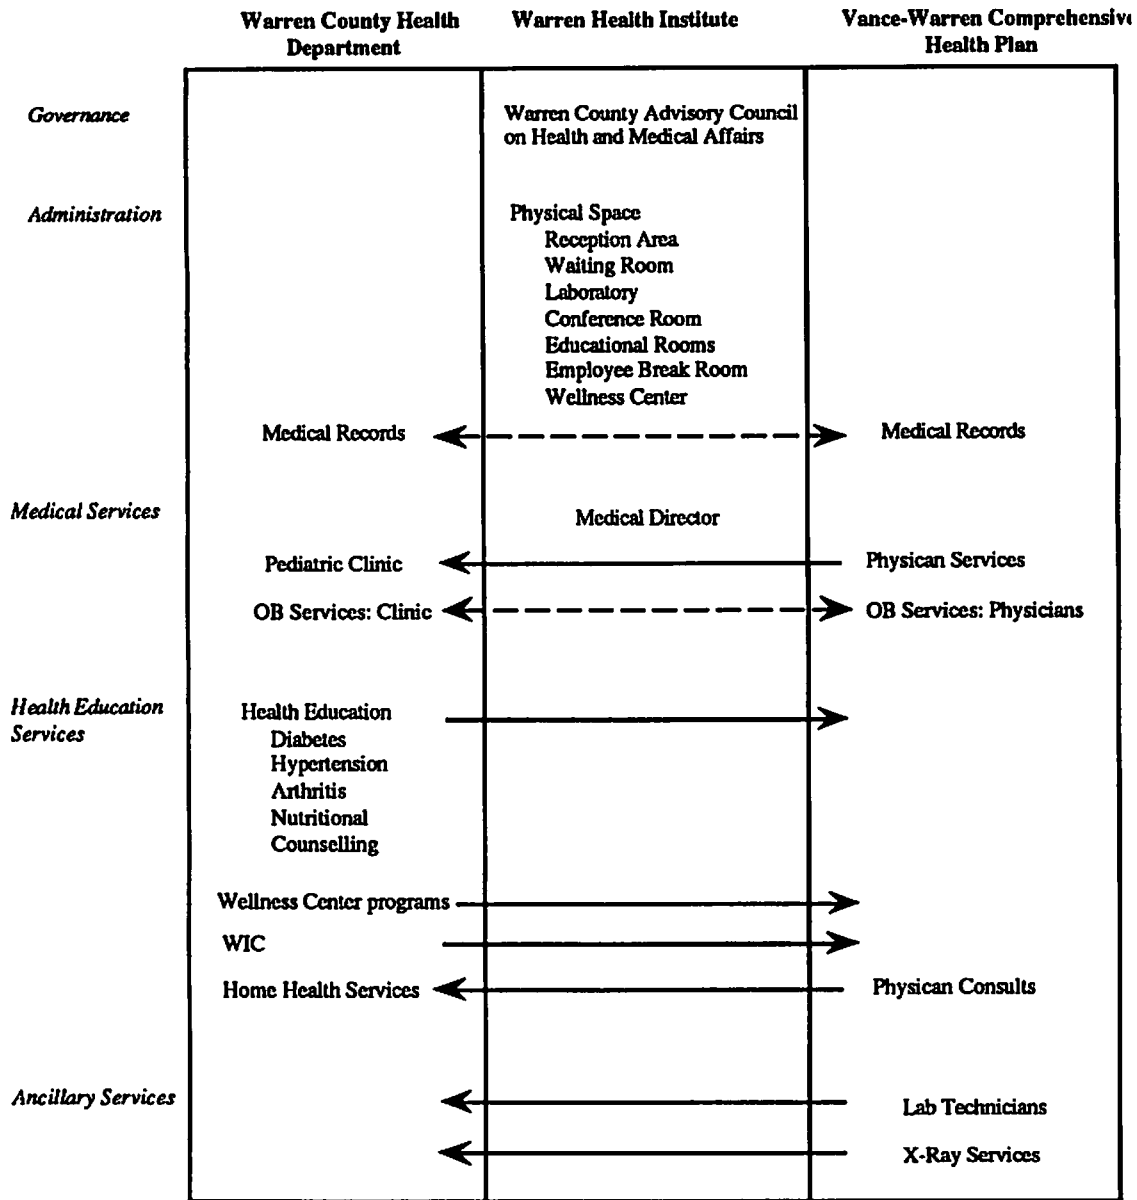 Warren County Health
Department
Warren Health Institute
Vance-Warren Comprehensive
Health Plan
Governance
Warren County Advisory Council
on Health and Medical Affairs
Administration
Physical Space
Reception Area
Waiting Room
Laboratory
Conference Room
Educational Rooms
Employee Break Room
Wellness Center
Medical Records
Medical Records
Medical Services
Medical Director
Pediatric Clinic
Physican Services
OB Services: Clinic
OB Services: Physicians
Health Education
Services
Health Education
Diabetes
Hypertension
Arthritis
Nutritional
Counselling
Wellness Center programs
WIC
Home Health Services
Physican Consults
Ancillary Services
Lab Technicians
X-Ray Services